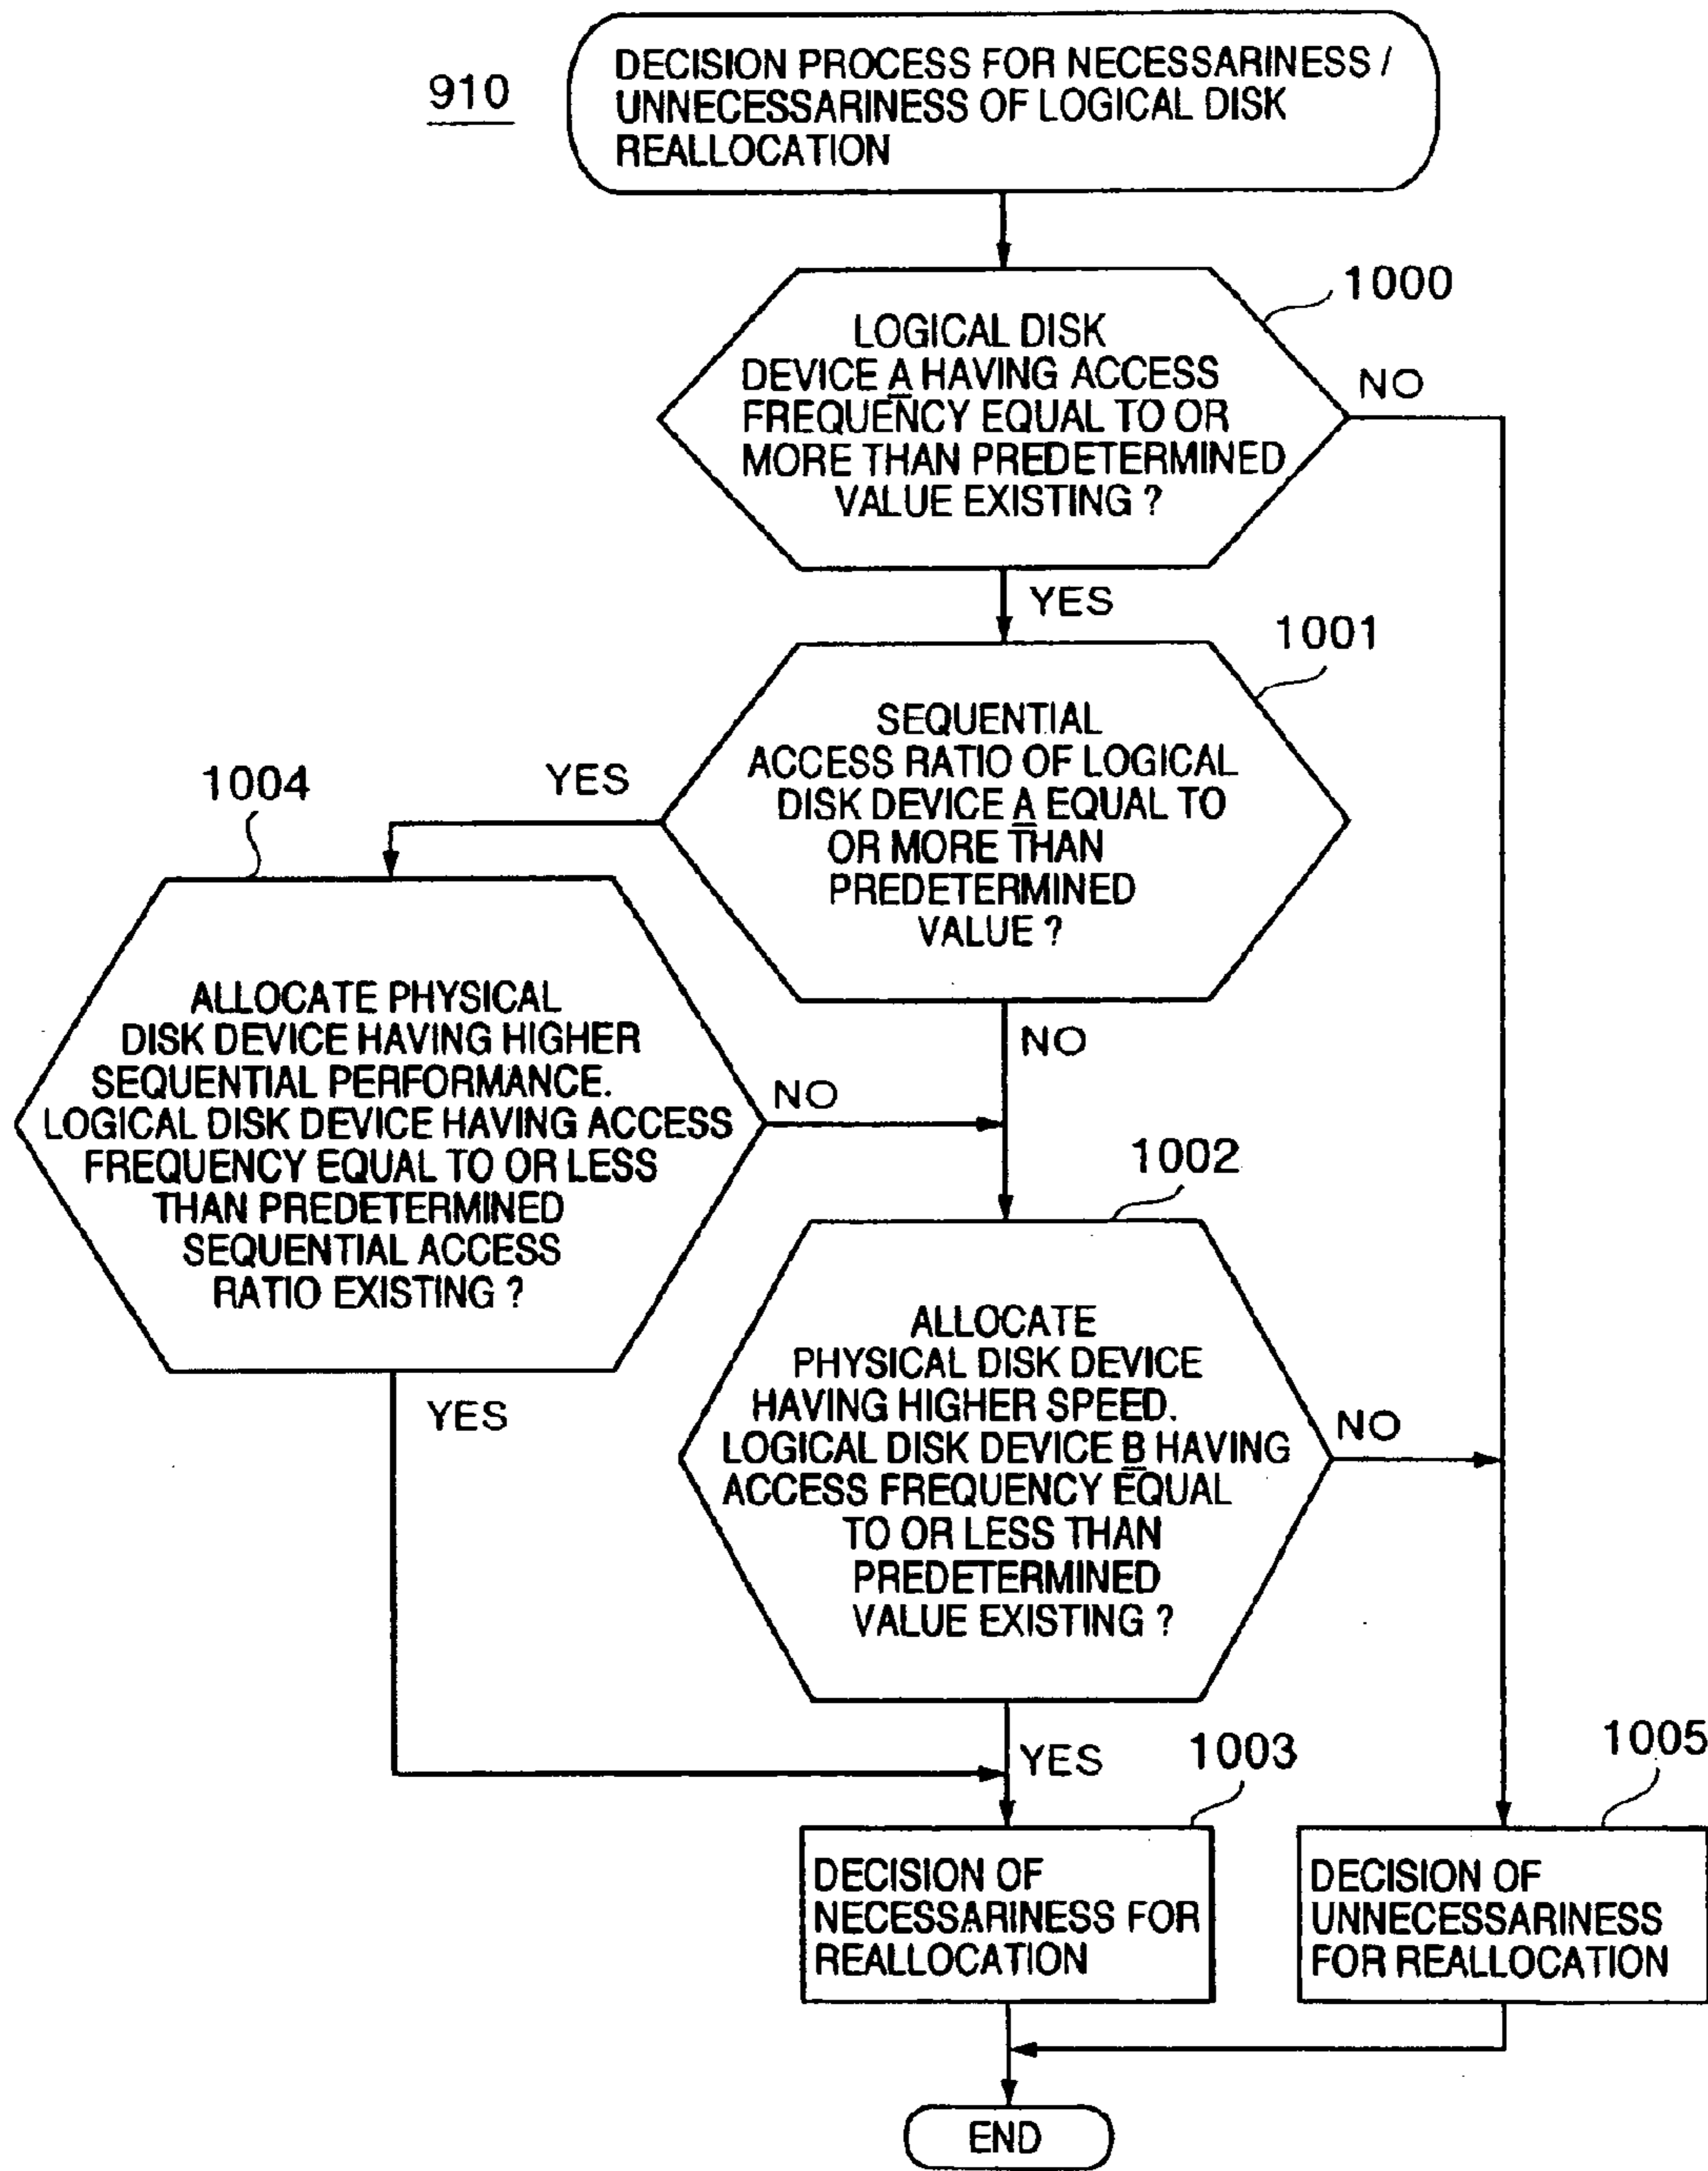 910
DECISION PROCESS FOR NECESSARINESS /
UNNECESSARINESS OF LOGICAL DISK
REALLOCATION
1000
LOGICAL DISK
DEVICE A HAVING ACCESS
FREQUENCY EQUAL TO OR
MORE THAN PREDETERMINED
VALUE EXISTING ?
NO
YES
1001
SEQUENTIAL
ACCESS RATIO OF LOGICAL
DISK DEVICE A EQUAL TO
OR MORE THAN
PREDETERMINED
VALUE ?
YES
NO
1004
ALLOCATE PHYSICAL
DISK DEVICE HAVING HIGHER
SEQUENTIAL PERFORMANCE.
LOGICAL DISK DEVICE HAVING ACCESS
FREQUENCY EQUAL TO OR LESS
THAN PREDETERMINED
SEQUENTIAL ACCESS
RATIO EXISTING ?
NO
YES
1002
ALLOCATE
PHYSICAL DISK DEVICE
HAVING HIGHER SPEED.
LOGICAL DISK DEVICE B HAVING
ACCESS FREQUENCY EQUAL
TO OR LESS THAN
PREDETERMINED
VALUE EXISTING ?
NO
YES
1003
DECISION OF
NECESSARINESS FOR
REALLOCATION
1005
DECISION OF
UNNECESSARINESS
FOR REALLOCATION
END